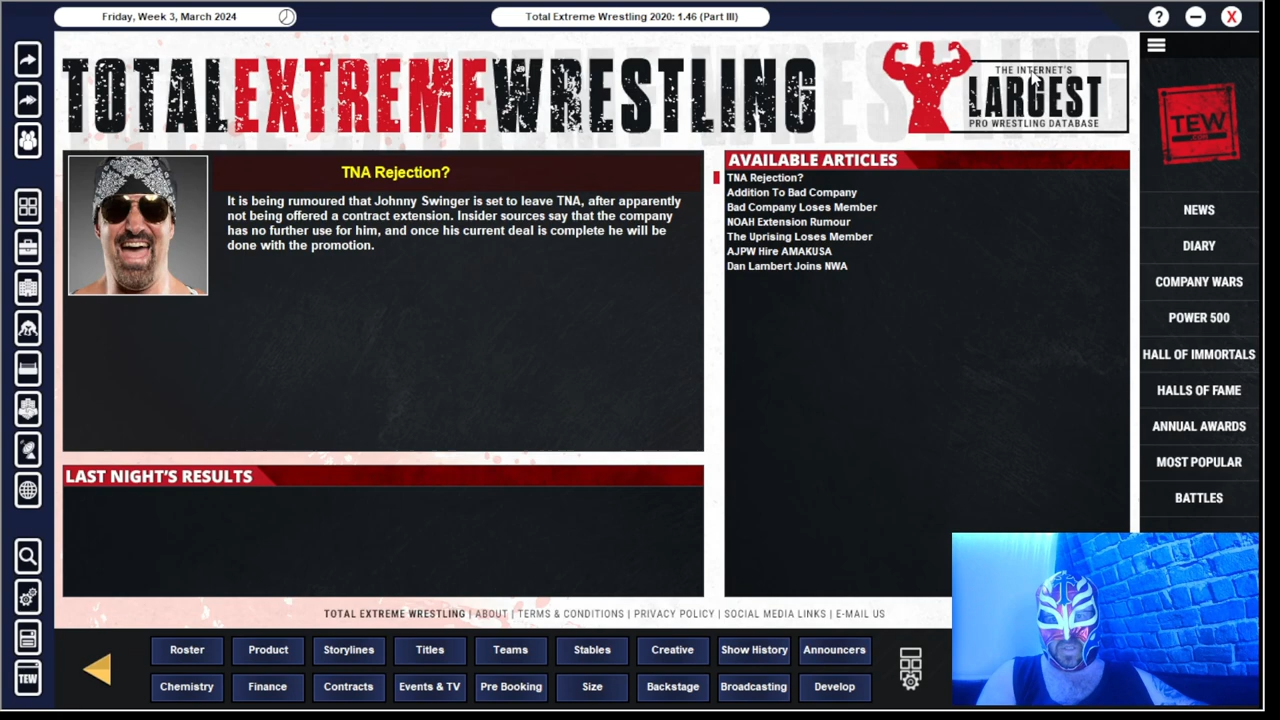 Friday, Week 3, March 2024
Total Extreme Wrestling 2020: 1.46 (Part III)
?
X
TOTALEXTREMEWRESTLING
THE INTERNET'S
LARGEST
PRO WRESTLING DATABASE
TEW
.COM
TNA Rejection?
It is being rumoured that Johnny Swinger is set to leave TNA, after apparently
not being offered a contract extension. Insider sources say that the company
has no further use for him, and once his current deal is complete he will be
done with the promotion.
AVAILABLE ARTICLES
TNA Rejection?
Addition To Bad Company
Bad Company Loses Member
NOAH Extension Rumour
The Uprising Loses Member
AJPW Hire AMAKUSA
Dan Lambert Joins NWA
NEWS
DIARY
COMPANY WARS
POWER 500
HALL OF IMMORTALS
HALLS OF FAME
ANNUAL AWARDS
MOST POPULAR
BATTLES
LAST NIGHT'S RESULTS
TOTAL EXTREME WRESTLING | ABOUT | TERMS & CONDITIONS | PRIVACY POLICY | SOCIAL MEDIA LINKS | E-MAIL US
TEW
Roster
Product
Storylines
Titles
Teams
Stables
Creative
Show History
Announcers
Chemistry
Finance
Contracts
Events & TV
Pre Booking
Size
Backstage
Broadcasting
Develop